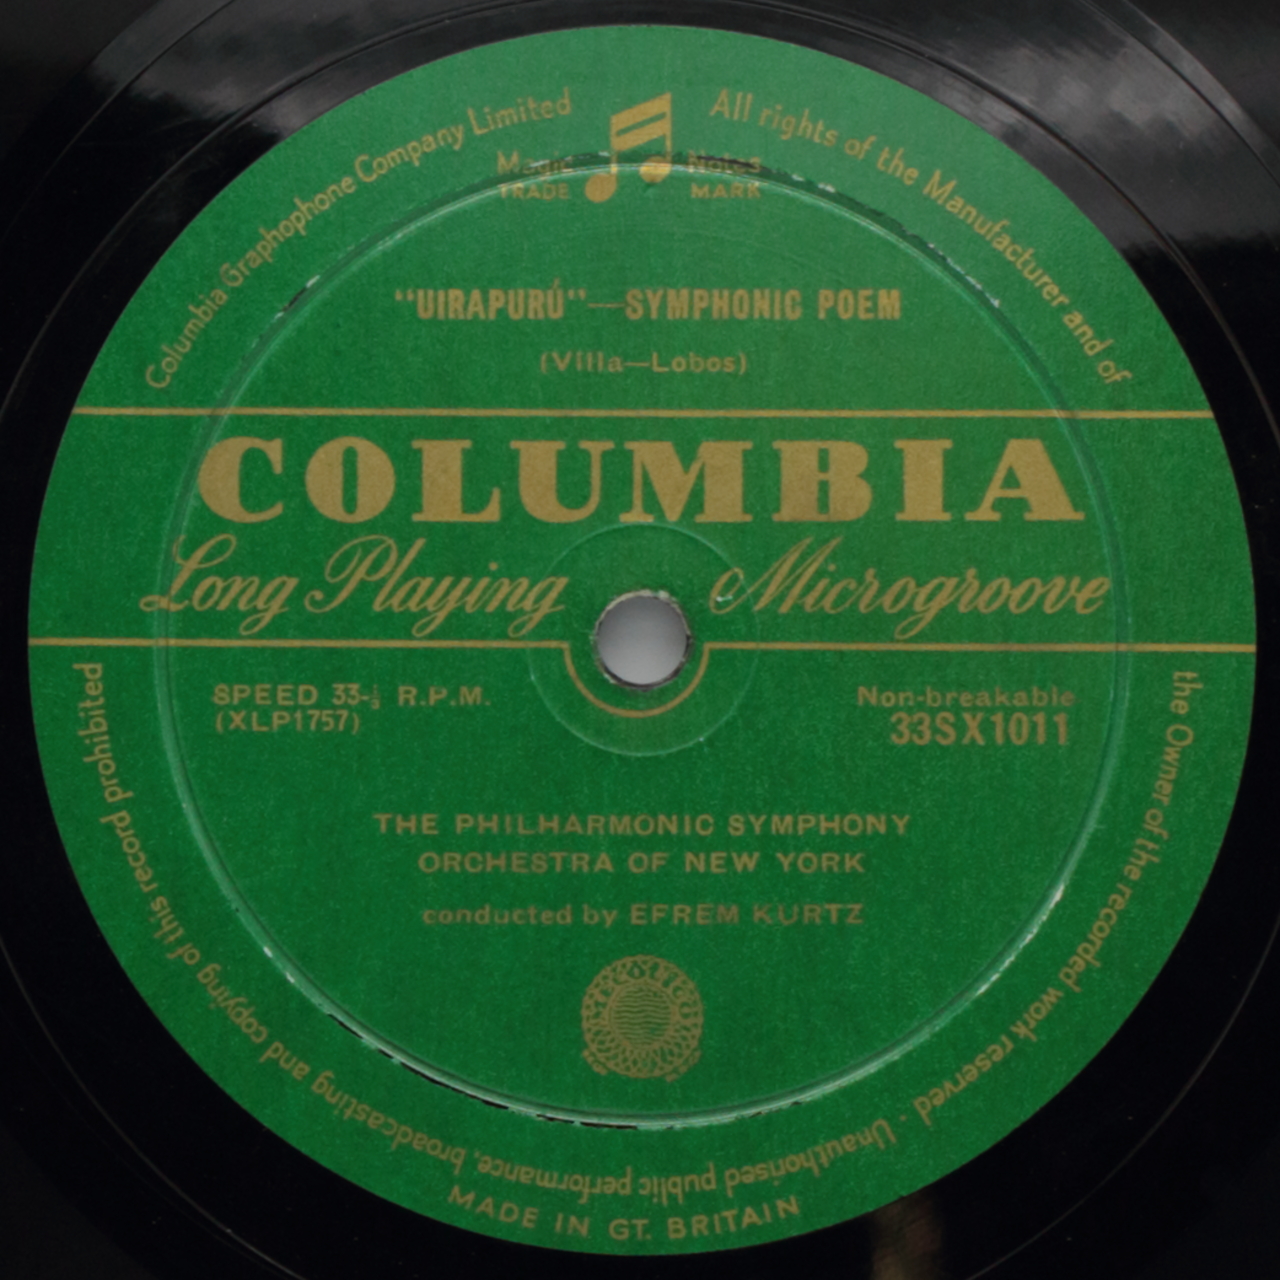 Columbia Graphophone Company Limited
All rights of the Manufacturer and of
the Owner of the recorded work reserved . Unauthorised public performance, broadcasting and copying of this record prohibited
Magic Notes
TRADE MARK
“UIRAPURÚ”—SYMPHONIC POEM
(Villa—Lobos)
COLUMBIA
Long Playing Microgroove
SPEED 33-⅓ R.P.M.
(XLP1757)
Non-breakable
33SX1011
THE PHILHARMONIC SYMPHONY
ORCHESTRA OF NEW YORK
conducted by EFREM KURTZ
MADE IN GT. BRITAIN